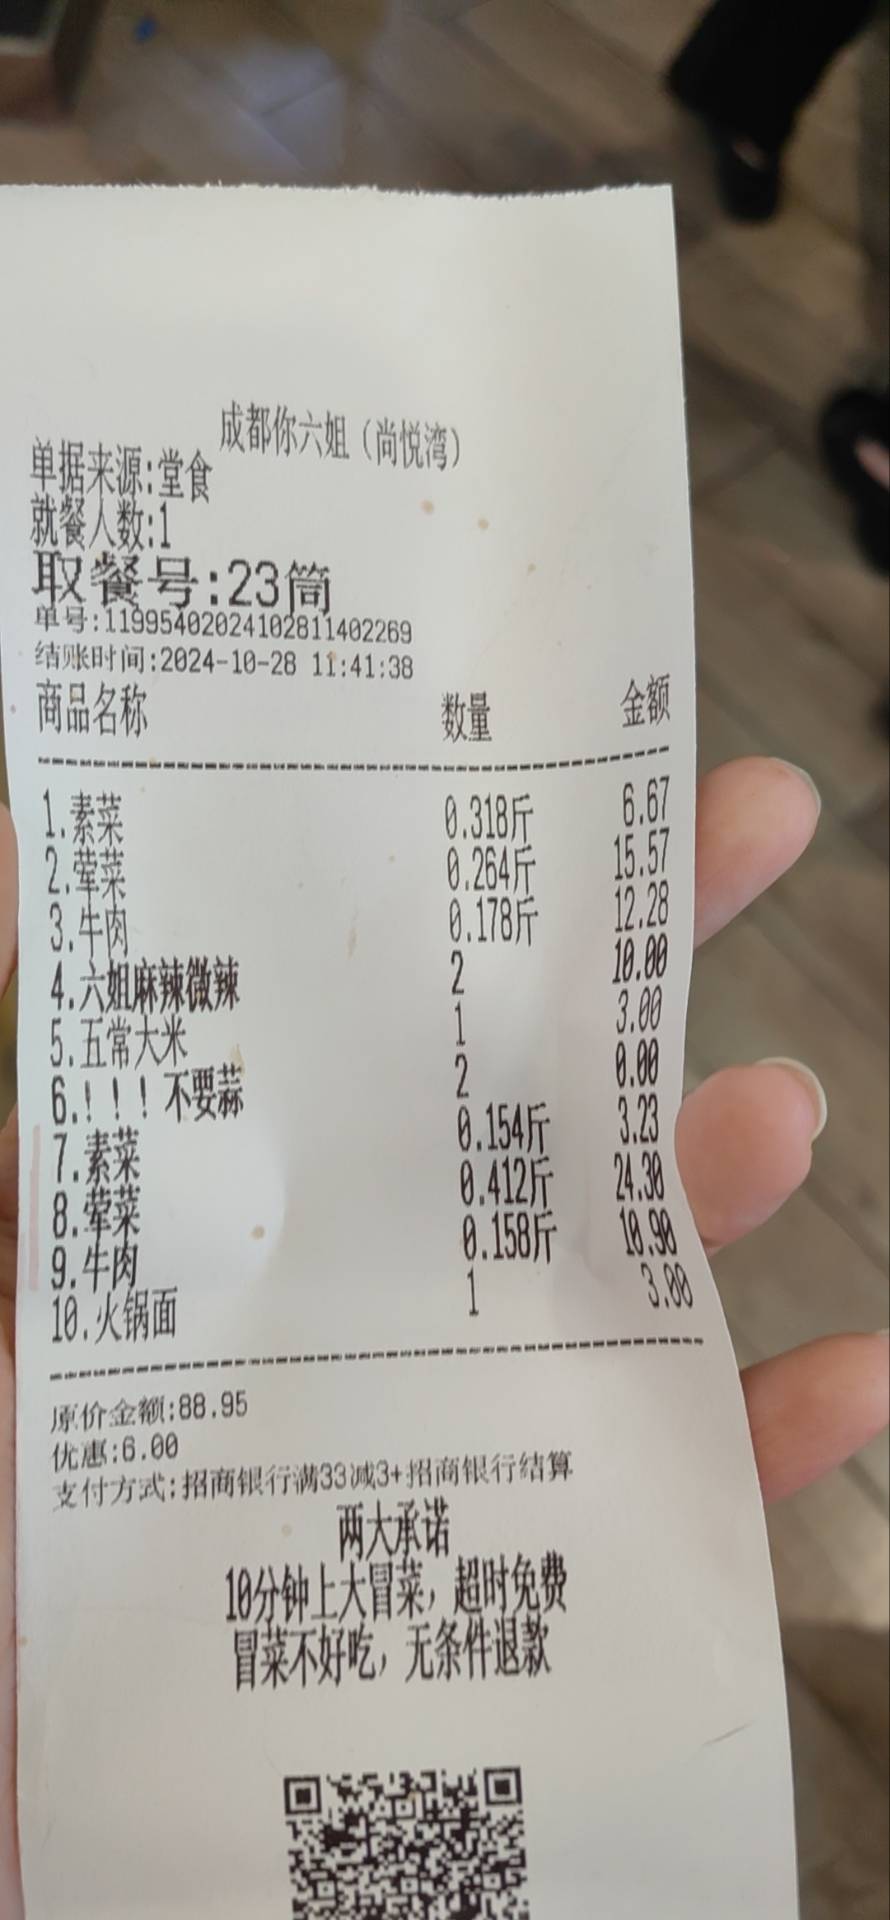 成都你六姐（尚悦湾）
单据来源:堂食
就餐人数:1
取餐号:23筒
单号:11995402024102811402269
结账时间:2024-10-28 11:41:38
商品名称 数量 金额
1.素菜 0.318斤 6.67
2.荤菜 0.264斤 15.57
3.牛肉 0.178斤 12.28
4.六姐麻辣微辣 2 10.00
5.五常大米 1 3.00
6.！！！不要蒜 2 0.00
7.素菜 0.154斤 3.23
8.荤菜 0.412斤 24.30
9.牛肉 0.158斤 10.90
10.火锅面 1 3.00
原价金额:88.95
优惠:6.00
支付方式:招商银行满33减3+招商银行结算
两大承诺
10分钟上大冒菜，超时免费
冒菜不好吃，无条件退款